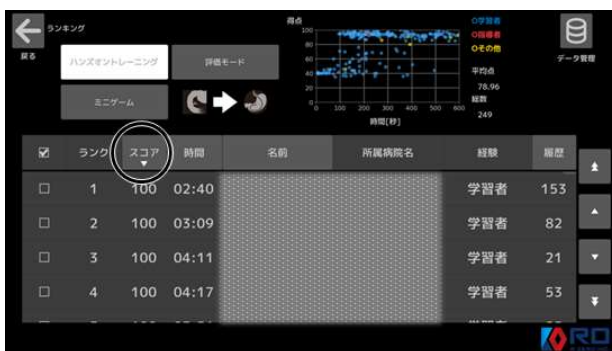 ランキング
戻る
ハンズオントレーニング
評価モード
ミニゲーム
得点
100
80
60
40
20
0
0 100 200 300 400 500 600
時間[秒]
O学習者
O指導者
Oその他
平均点
78.96
総数
249
データ管理
ランク スコア▼ 時間 名前 所属病院名 経験 履歴
1 100 02:40 学習者 153
2 100 03:09 学習者 82
3 100 04:11 学習者 21
4 100 04:17 学習者 53